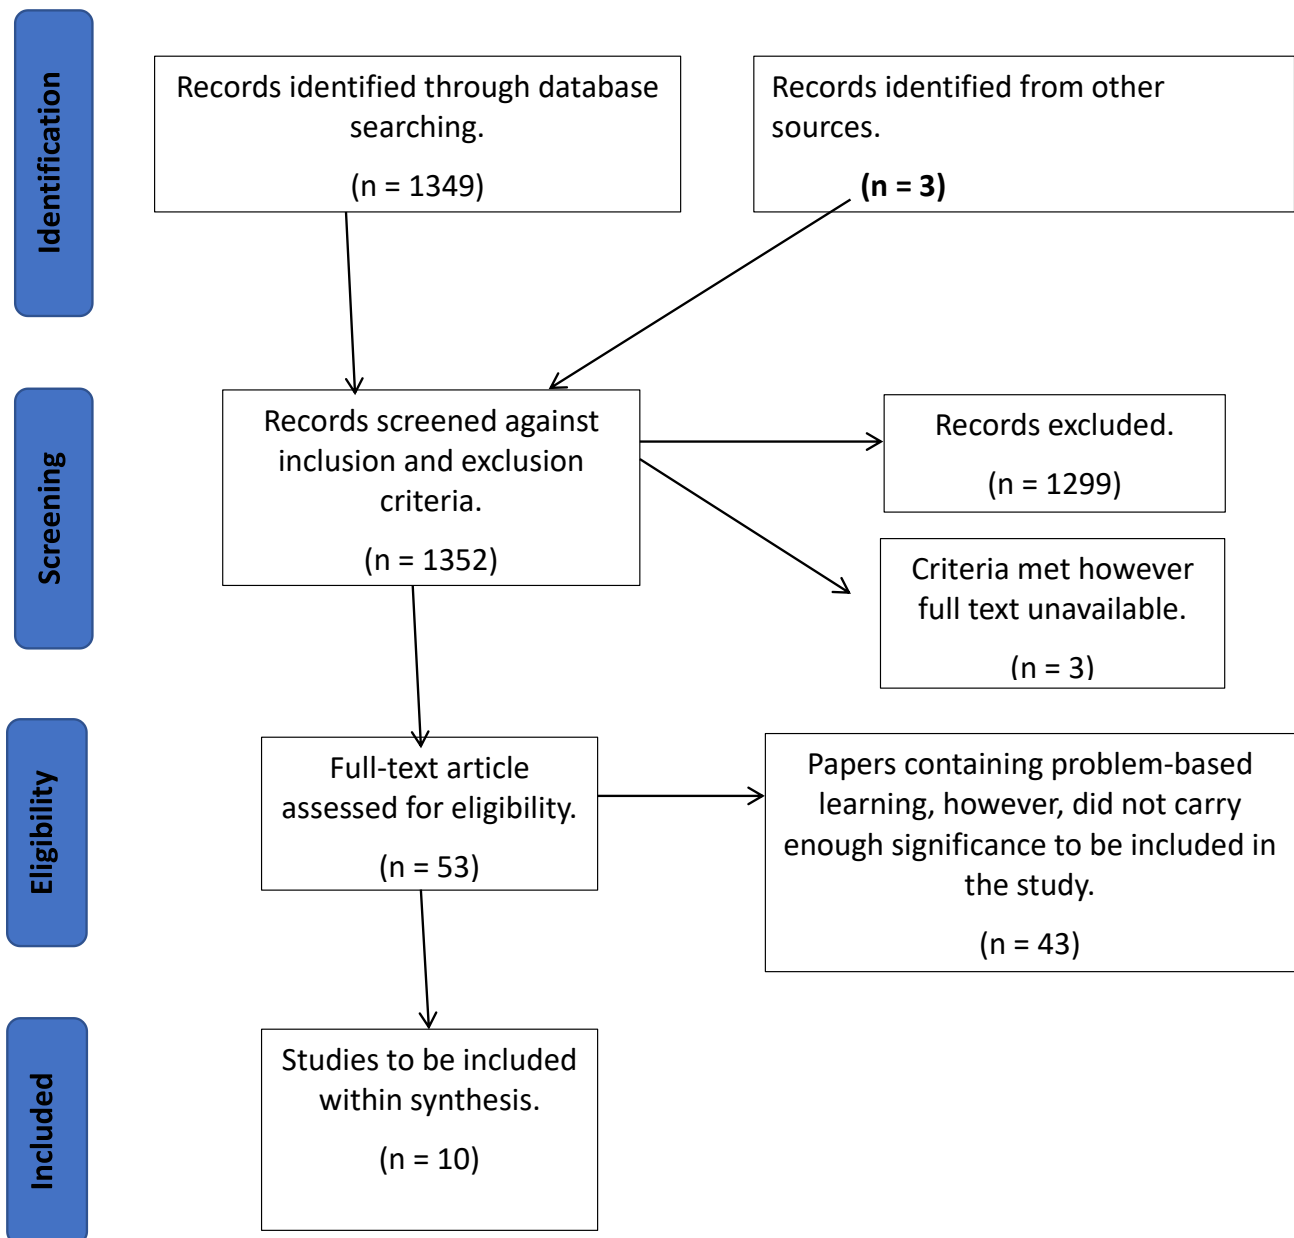 Identification
Records identified through database
searching.
(n = 1349)
Records identified from other
sources.
(n = 3)
Screening
Records screened against
inclusion and exclusion
criteria.
(n = 1352)
Records excluded.
(n = 1299)
Criteria met however
full text unavailable.
(n = 3)
Eligibility
Full-text article
assessed for eligibility.
(n = 53)
Papers containing problem-based
learning, however, did not carry
enough significance to be included in
the study.
(n = 43)
Included
Studies to be included
within synthesis.
(n = 10)